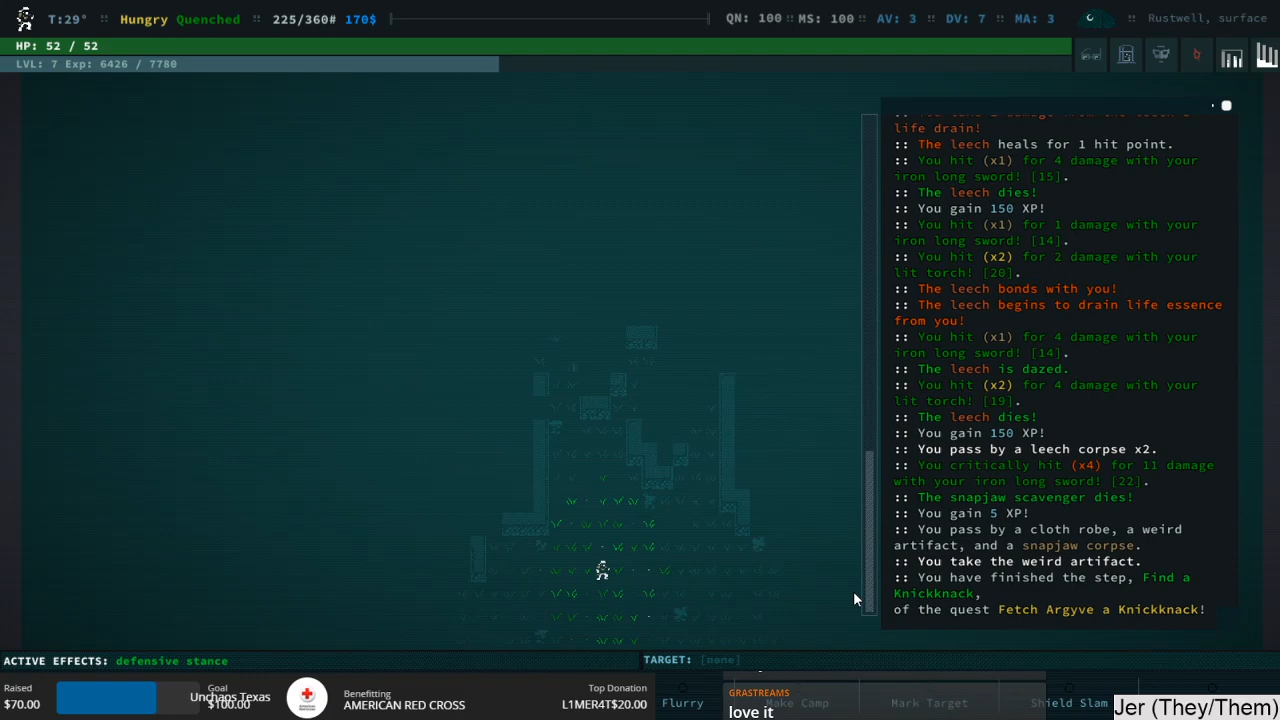 T:29° :: Hungry Quenched :: 225/360# 170$
QN: 100 :: MS: 100 :: AV: 3 :: DV: 7 :: MA: 3
:: Rustwell, surface
HP: 52 / 52
LVL: 7 Exp: 6426 / 7780
life drain!
:: The leech heals for 1 hit point.
:: You hit (x1) for 4 damage with your
iron long sword! [15].
:: The leech dies!
:: You gain 150 XP!
:: You hit (x1) for 1 damage with your
iron long sword! [14].
:: You hit (x2) for 2 damage with your
lit torch! [20].
:: The leech bonds with you!
:: The leech begins to drain life essence
from you!
:: You hit (x1) for 4 damage with your
iron long sword! [14].
:: The leech is dazed.
:: You hit (x2) for 4 damage with your
lit torch! [19].
:: The leech dies!
:: You gain 150 XP!
:: You pass by a leech corpse x2.
:: You critically hit (x4) for 11 damage
with your iron long sword! [22].
:: The snapjaw scavenger dies!
:: You gain 5 XP!
:: You pass by a cloth robe, a weird
artifact, and a snapjaw corpse.
:: You take the weird artifact.
:: You have finished the step, Find a
Knickknack,
of the quest Fetch Argyve a Knickknack!
ACTIVE EFFECTS: defensive stance
TARGET: [none]
Raised
$70.00
Goal
Unchaos Texas
Benefitting
AMERICAN RED CROSS
Top Donation
L1MER4T$20.00
Flurry
GRASTREAMS
love it
Make Camp
Mark Target
Shield Slam
Jer (They/Them)